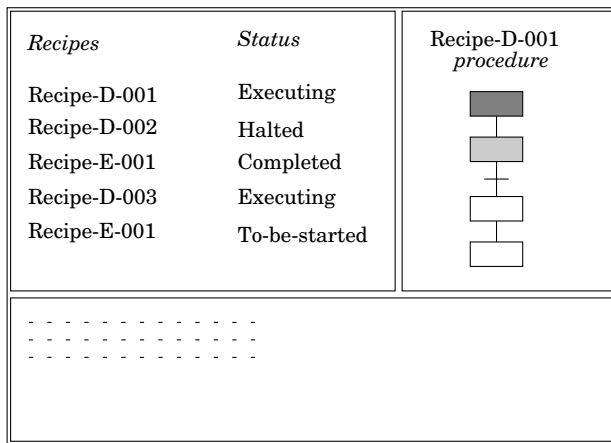 Recipes Status
Recipe-D-001 Executing
Recipe-D-002 Halted
Recipe-E-001 Completed
Recipe-D-003 Executing
Recipe-E-001 To-be-started
Recipe-D-001
procedure
- - - - - - - - - - - - -
- - - - - - - - - - - - -
- - - - - - - - - - - - -